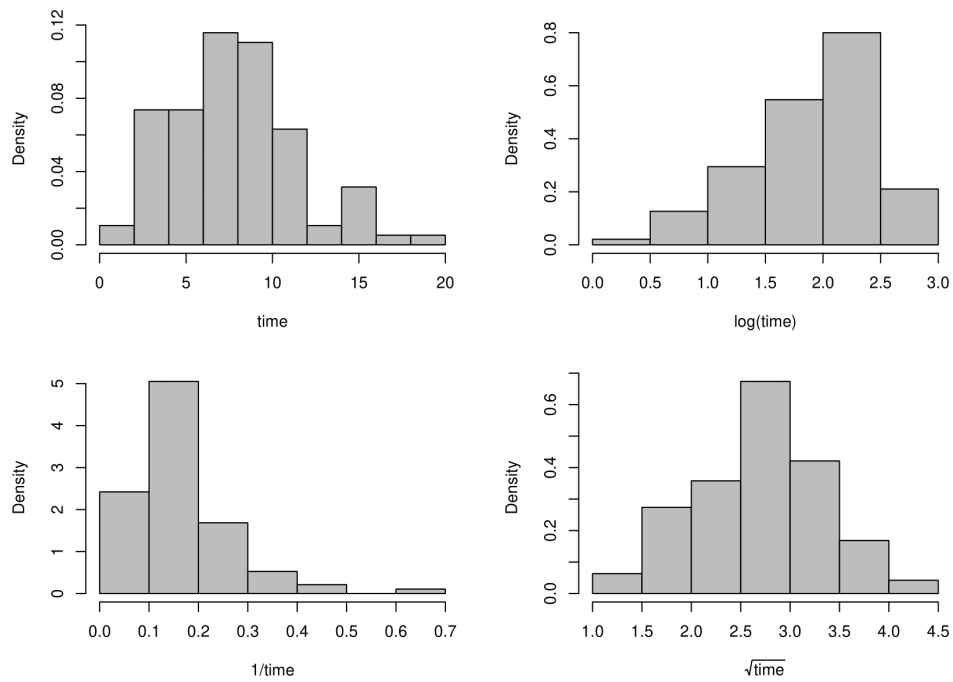 Density
0.00 0.04 0.08 0.12
0 5 10 15 20
time
Density
0.0 0.2 0.4 0.6 0.8
0.0 0.5 1.0 1.5 2.0 2.5 3.0
log(time)
Density
0 1 2 3 4 5
0.0 0.1 0.2 0.3 0.4 0.5 0.6 0.7
1/time
Density
0.0 0.2 0.4 0.6
1.0 1.5 2.0 2.5 3.0 3.5 4.0 4.5
√time